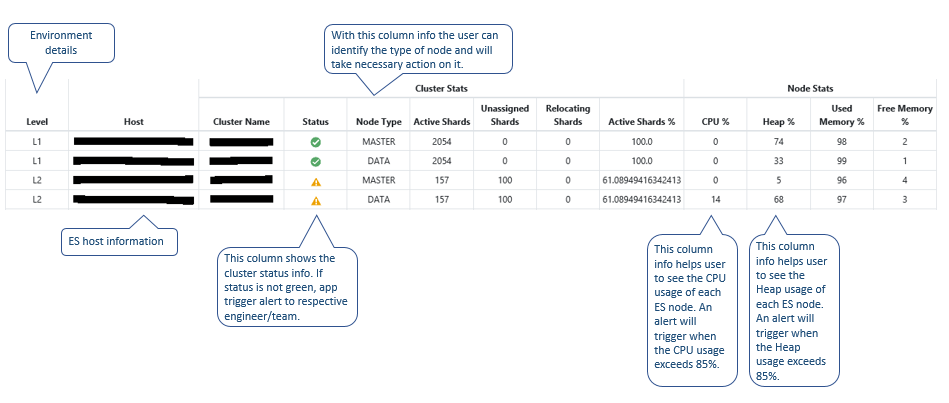 Environment
details
With this column info the user can
identify the type of node and will
take necessary action on it.
Cluster Stats
Node Stats
Level
Host
Cluster Name
Status
Node Type
Active Shards
Unassigned
Shards
Relocating
Shards
Active Shards %
CPU %
Heap %
Used
Memory %
Free Memory
%
L1 MASTER 2054 0 0 100.0 0 74 98 2
L1 DATA 2054 0 0 100.0 0 33 99 1
L2 MASTER 157 100 0 61.08949416342413 0 5 96 4
L2 DATA 157 100 0 61.08949416342413 14 68 97 3
ES host information
This column shows the
cluster status info. If
status is not green, app
trigger alert to respective
engineer/team.
This column
info helps user
to see the CPU
usage of each
ES node. An
alert will
trigger when
the CPU usage
exceeds 85%.
This column
info helps user
to see the
Heap usage of
each ES node.
An alert will
trigger when
the Heap
usage exceeds
85%.